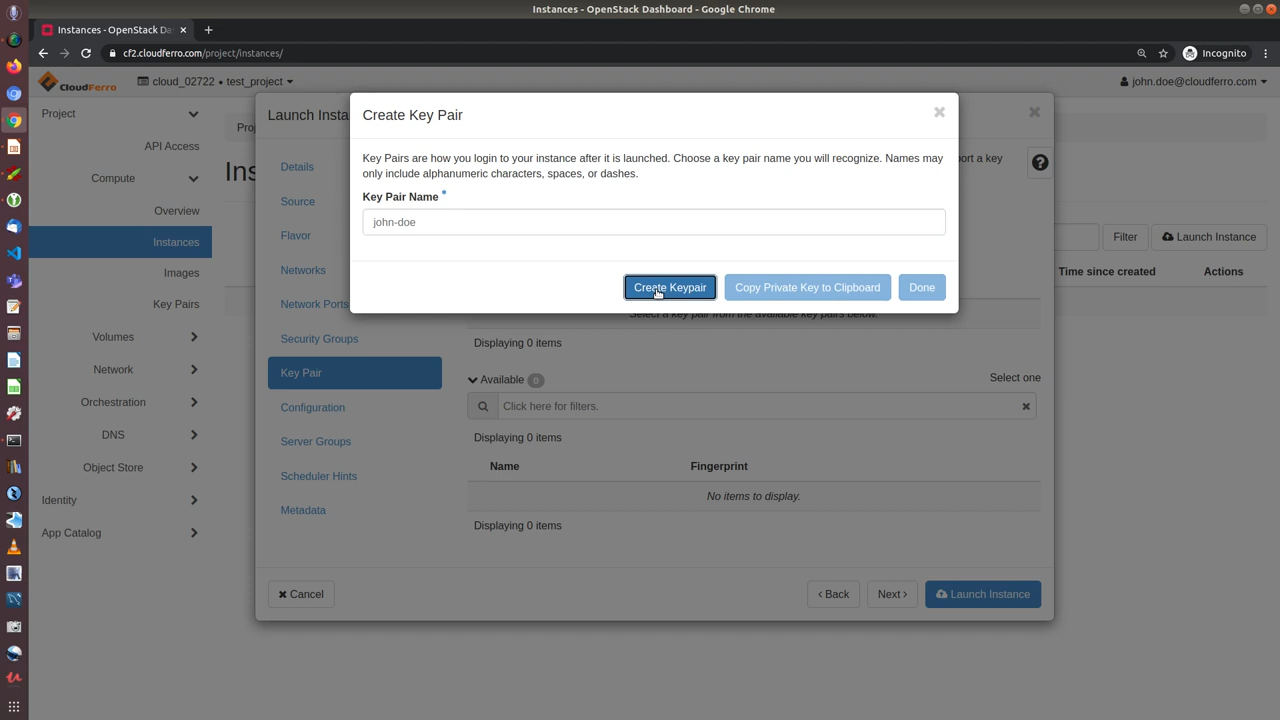 Instances - OpenStack Dashboard - Google Chrome
Instances - OpenStack Da
cf2.cloudferro.com/project/instances/
Incognito
CloudFerro
cloud_02722 • test_project
john.doe@cloudferro.com
Project
API Access
Compute
Overview
Instances
Images
Key Pairs
Volumes
Network
Orchestration
DNS
Object Store
Identity
App Catalog
Proj
Ins
Filter
Launch Instance
Time since created
Actions
Launch Insta
Details
Source
Flavor
Networks
Network Ports
Security Groups
Key Pair
Configuration
Server Groups
Scheduler Hints
Metadata
port a key
Create Key Pair
Key Pairs are how you login to your instance after it is launched. Choose a key pair name you will recognize. Names may
only include alphanumeric characters, spaces, or dashes.
Key Pair Name *
john-doe
Create Keypair
Copy Private Key to Clipboard
Done
Select a key pair from the available key pairs below.
Displaying 0 items
Available 0
Select one
Click here for filters.
Displaying 0 items
Name
Fingerprint
No items to display.
Displaying 0 items
Cancel
‹ Back
Next ›
Launch Instance